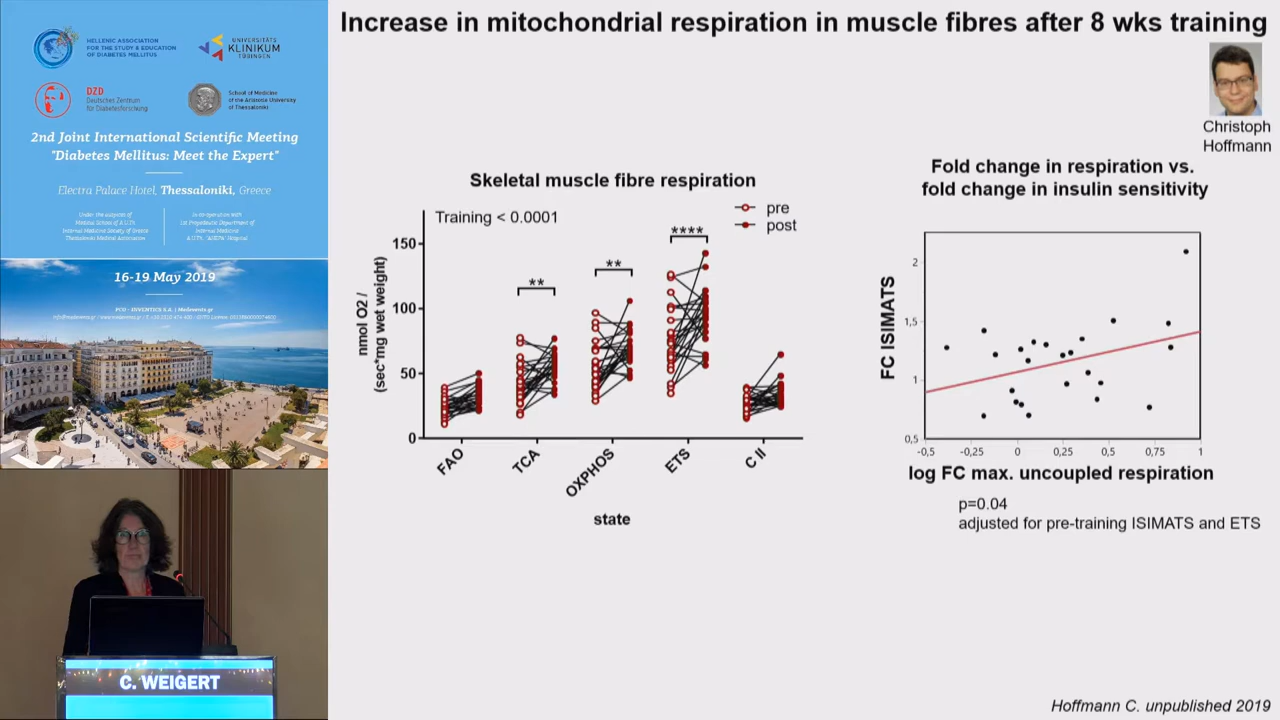 HELLENIC ASSOCIATION
FOR THE STUDY & EDUCATION
OF DIABETES MELLITUS
UNIVERSITÄTS
KLINIKUM
TÜBINGEN
DZD
Deutsches Zentrum
für Diabetesforschung
School of Medicine
of the Aristotle University
of Thessaloniki
2nd Joint International Scientific Meeting
"Diabetes Mellitus: Meet the Expert"
Electra Palace Hotel, Thessaloniki, Greece
Under the auspices of
Medical School of A.U.Th.
Internal Medicine Society of Greece
Thessaloniki Medical Association
In co-operation with
1st Propedeutic Department of
Internal Medicine
A.U.Th. "AHEPA" Hospital
16-19 May 2019
C. WEIGERT
Increase in mitochondrial respiration in muscle fibres after 8 wks training
Christoph
Hoffmann
Skeletal muscle fibre respiration
Training < 0.0001
pre
post
nmol O2 /
(sec*mg wet weight)
150
100
50
0
**
**
****
FAO
TCA
OXPHOS
ETS
C II
state
Fold change in respiration vs.
fold change in insulin sensitivity
FC ISIMATS
2
1,5
1
0,5
-0,5
-0,25
0
0,25
0,5
0,75
1
log FC max. uncoupled respiration
p=0.04
adjusted for pre-training ISIMATS and ETS
Hoffmann C. unpublished 2019